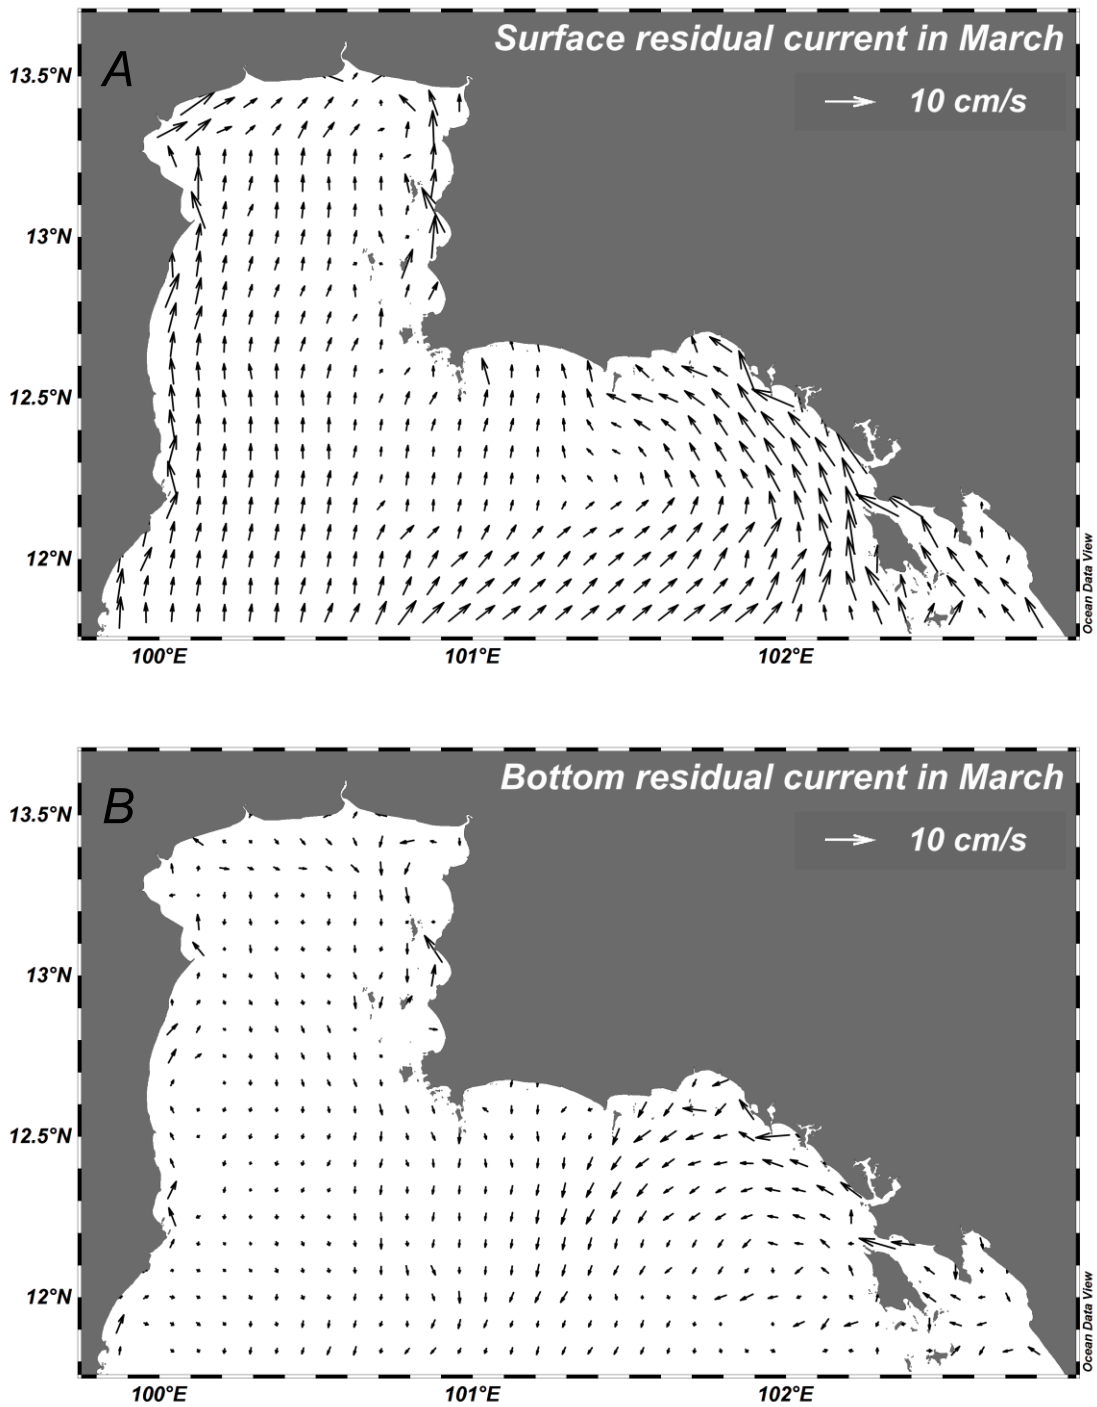 A
Surface residual current in March
10 cm/s
13.5°N
13°N
12.5°N
12°N
100°E
101°E
102°E
Ocean Data View
B
Bottom residual current in March
10 cm/s
13.5°N
13°N
12.5°N
12°N
100°E
101°E
102°E
Ocean Data View